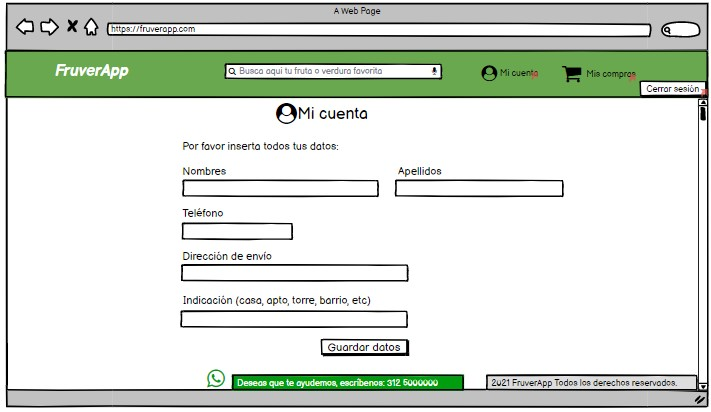 A Web Page
https://fruverapp.com
FruverApp
Busca aquí tu fruta o verdura favorita
Mi cuenta
Mis compras
Cerrar sesión
Mi cuenta
Por favor inserta todos tus datos:
Nombres
Apellidos
Teléfono
Dirección de envío
Indicación (casa, apto, torre, barrio, etc)
Guardar datos
Deseas que te ayudemos, escríbenos: 312 5000000
2021 FruverApp Todos los derechos reservados.